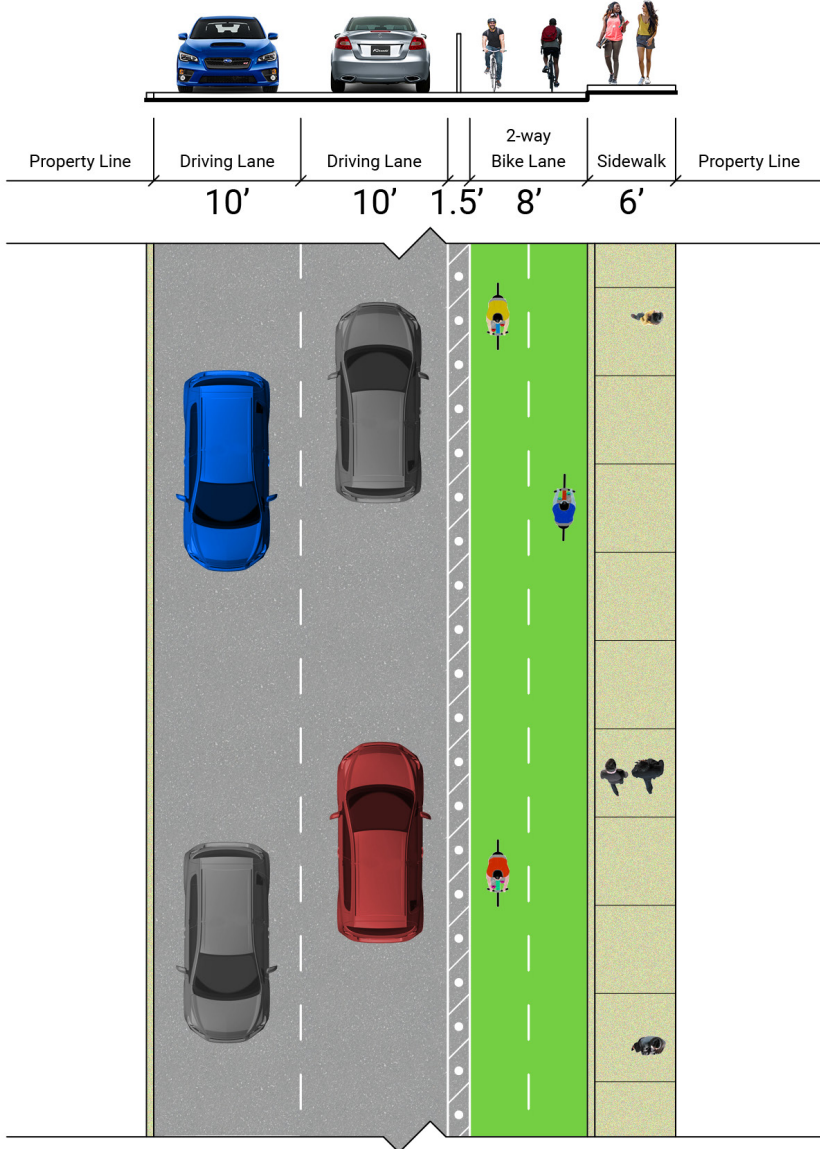 2-way
Property Line Driving Lane Driving Lane Bike Lane Sidewalk Property Line
10’ 10’ 1.5’ 8’ 6’